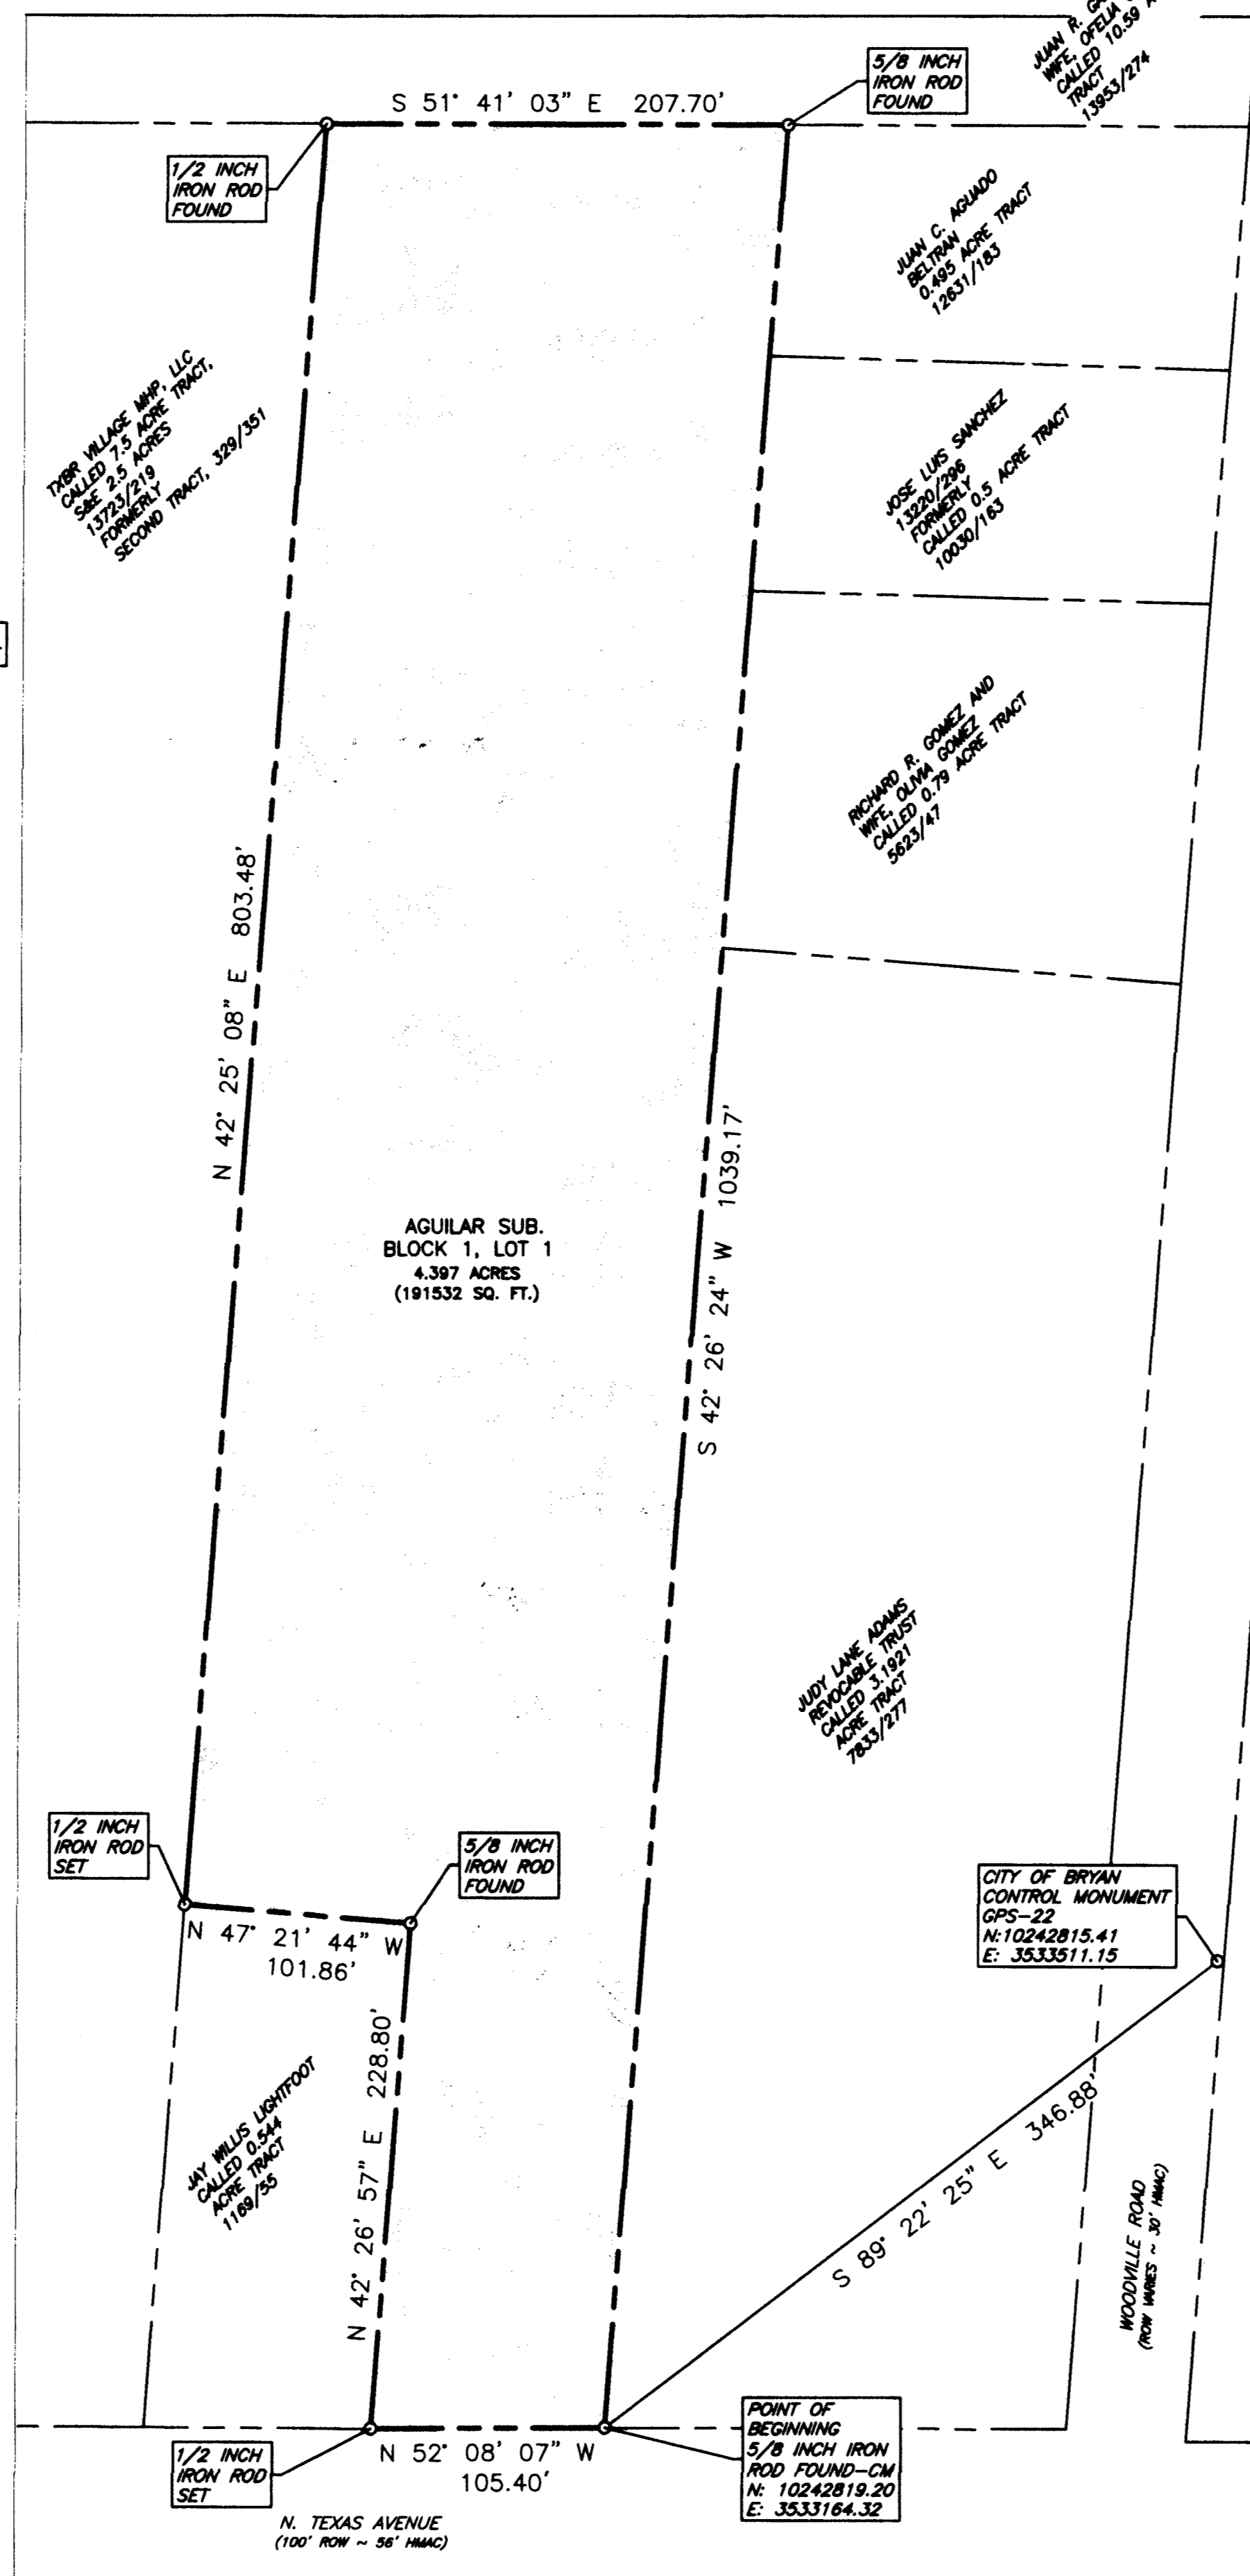 JUAN R.
WIFE, OFELIA
CALLED 10.59
TRACT
13953/274
5/8 INCH
IRON ROD
FOUND
S 51° 41' 03" E 207.70'
1/2 INCH
IRON ROD
FOUND
JUAN C. AGUADO
BELTRAN
0.495 ACRE TRACT
12631/183
TXBR VILLAGE MHP, LLC
CALLED 7.5 ACRE TRACT,
S&E 2.5 ACRES
13723/219
FORMERLY
SECOND TRACT, 329/351
JOSE LUIS SANCHEZ
13220/296
FORMERLY
CALLED 0.5 ACRE TRACT
10030/163
RICHARD R. GOMEZ AND
WIFE, OLIVIA GOMEZ
CALLED 0.79 ACRE TRACT
5623/47
N 42° 25' 08" E 803.48'
S 42° 26' 24" W 1039.17'
AGUILAR SUB.
BLOCK 1, LOT 1
4.397 ACRES
(191532 SQ. FT.)
JUDY LANE ADAMS
REVOCABLE TRUST
CALLED 3.1921
ACRE TRACT
7833/277
1/2 INCH
IRON ROD
SET
5/8 INCH
IRON ROD
FOUND
CITY OF BRYAN
CONTROL MONUMENT
GPS-22
N:10242815.41
E: 3533511.15
N 47° 21' 44" W
101.86'
JAY WILLIS LIGHTFOOT
CALLED 0.544
ACRE TRACT
1169/55
N 42° 26' 57" E 228.80'
S 89° 22' 25" E 346.88'
WOODVILLE ROAD
(ROW VARIES ~ 30' HMAC)
POINT OF
BEGINNING
5/8 INCH IRON
ROD FOUND-CM
N: 10242819.20
E: 3533164.32
1/2 INCH
IRON ROD
SET
N 52° 08' 07" W
105.40'
N. TEXAS AVENUE
(100' ROW ~ 56' HMAC)